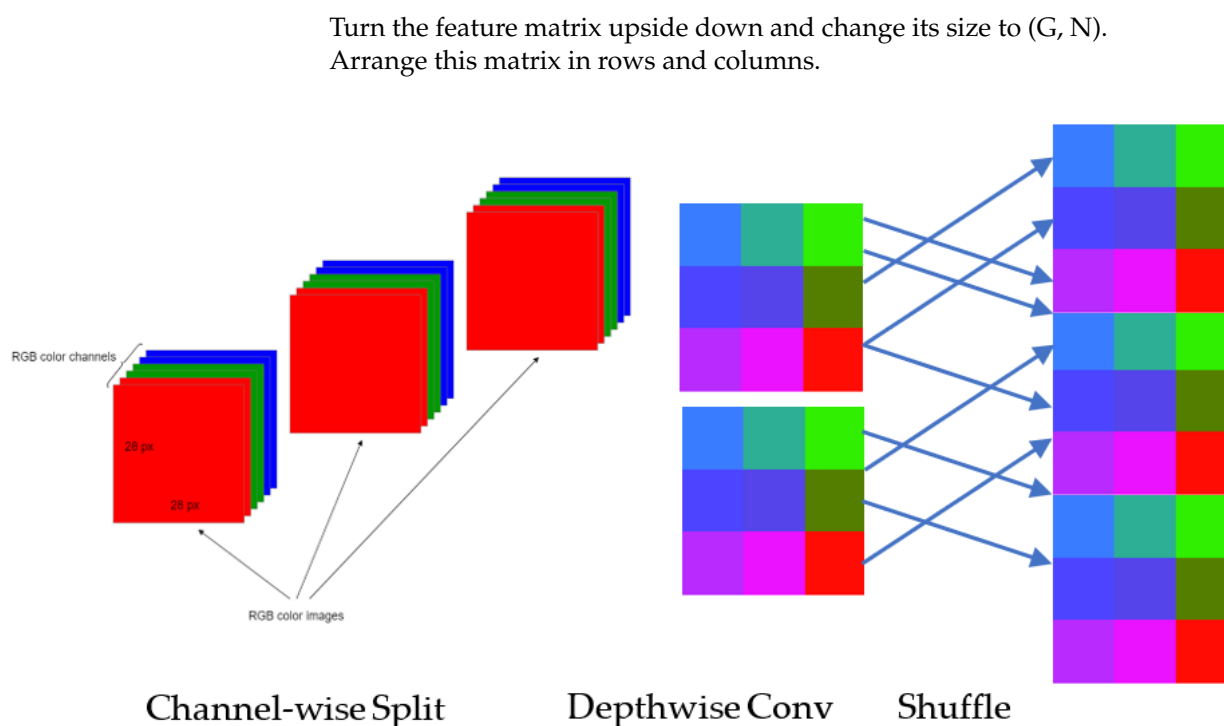 Turn the feature matrix upside down and change its size to (G, N).
Arrange this matrix in rows and columns.
RGB color channels
28 px
28 px
RGB color images
Channel-wise Split
Depthwise Conv
Shuffle